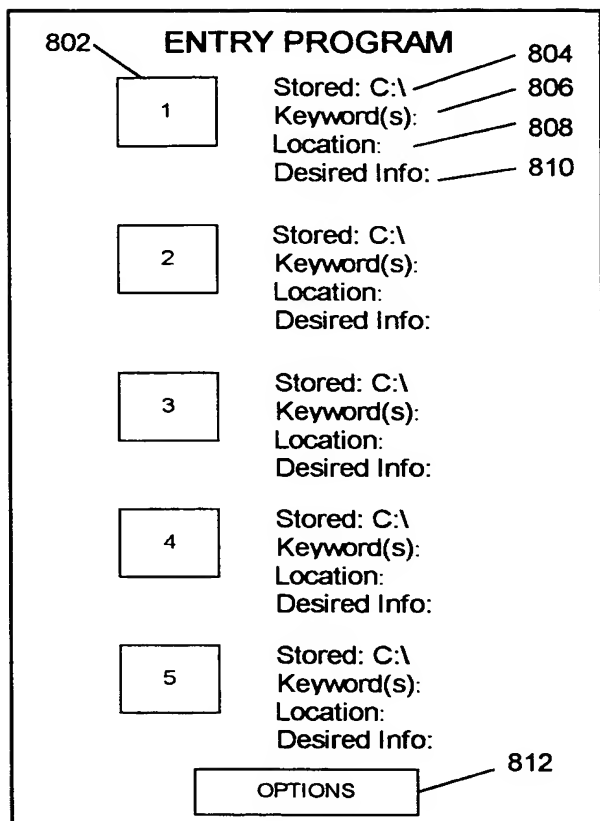 802 ENTRY PROGRAM
1
Stored: C:\ 804
Keyword(s): 806
Location: 808
Desired Info: 810
2
Stored: C:\
Keyword(s):
Location:
Desired Info:
3
Stored: C:\
Keyword(s):
Location:
Desired Info:
4
Stored: C:\
Keyword(s):
Location:
Desired Info:
5
Stored: C:\
Keyword(s):
Location:
Desired Info:
OPTIONS 812